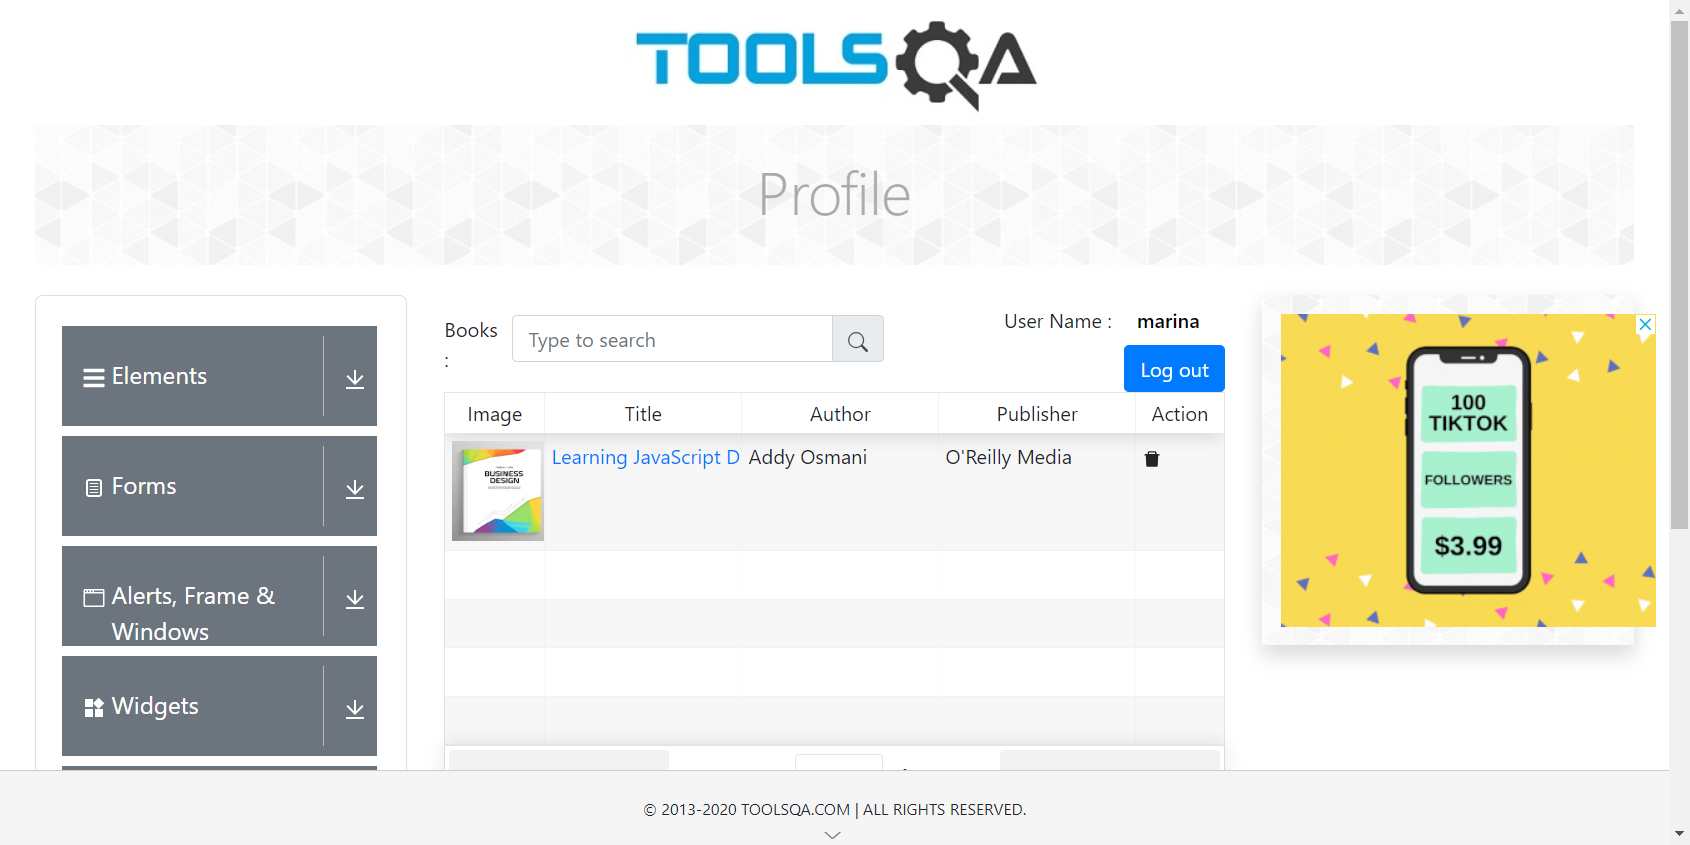 TOOLSQA
Profile
Elements
Forms
Alerts, Frame &
Windows
Widgets
Books
:
Type to search
User Name : marina
Log out
Image Title Author Publisher Action
BUSINESS
DESIGN
Learning JavaScript D Addy Osmani O'Reilly Media
100
TIKTOK
FOLLOWERS
$3.99
© 2013-2020 TOOLSQA.COM | ALL RIGHTS RESERVED.